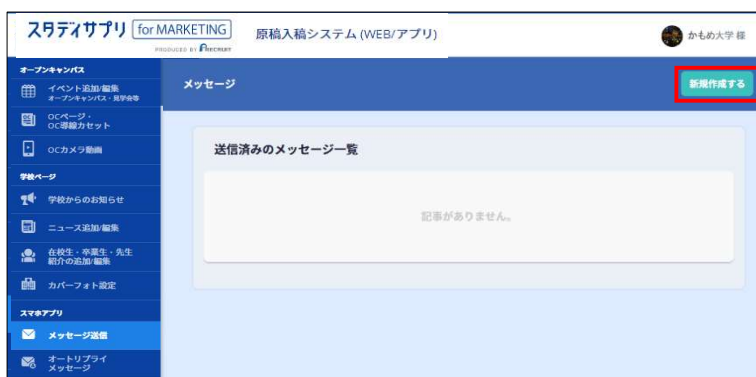 スタディサプリ for MARKETING
PRODUCED BY RECRUIT
原稿入稿システム (WEB/アプリ)
かもめ大学 様
オープンキャンパス
イベント追加/編集
オープンキャンパス・見学会等
OCページ・
OC導線カセット
OCカメラ動画
学校ページ
学校からのお知らせ
ニュース追加/編集
在校生・卒業生・先生
紹介の追加/編集
カバーフォト設定
スマホアプリ
メッセージ送信
オートリプライ
メッセージ
メッセージ
新規作成する
送信済みのメッセージ一覧
記事がありません。